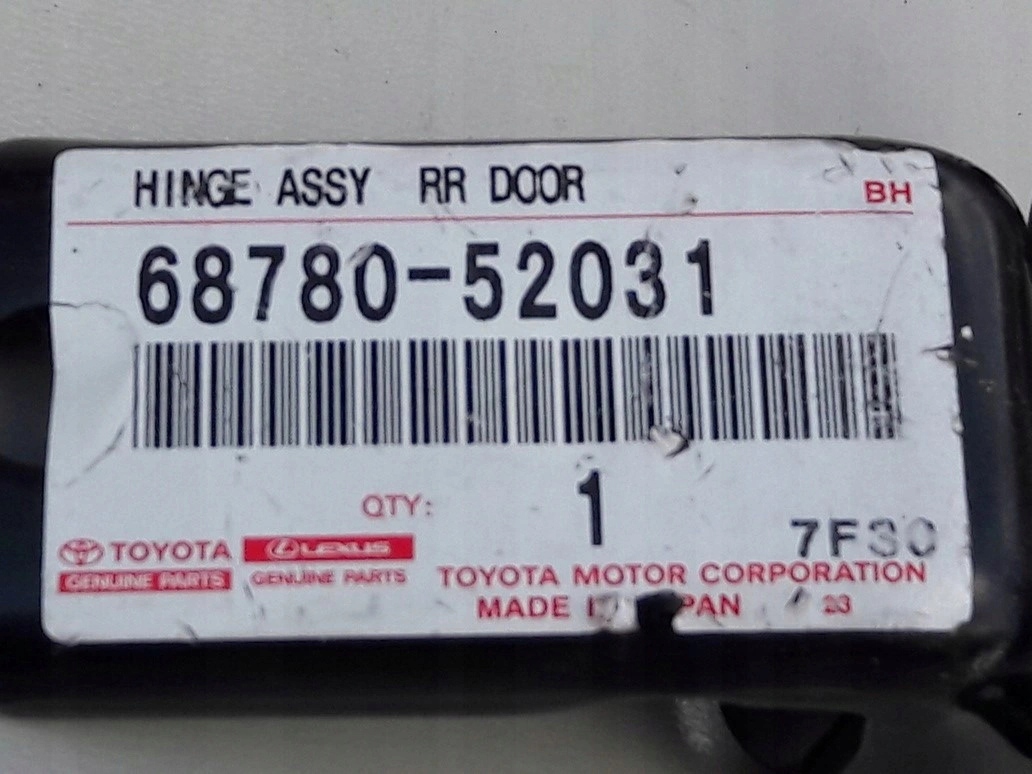 HINGE ASSY RR DOOR
BH
68780-52031
QTY: 1
7F30
TOYOTA LEXUS
GENUINE PARTS GENUINE PARTS
TOYOTA MOTOR CORPORATION
MADE 23